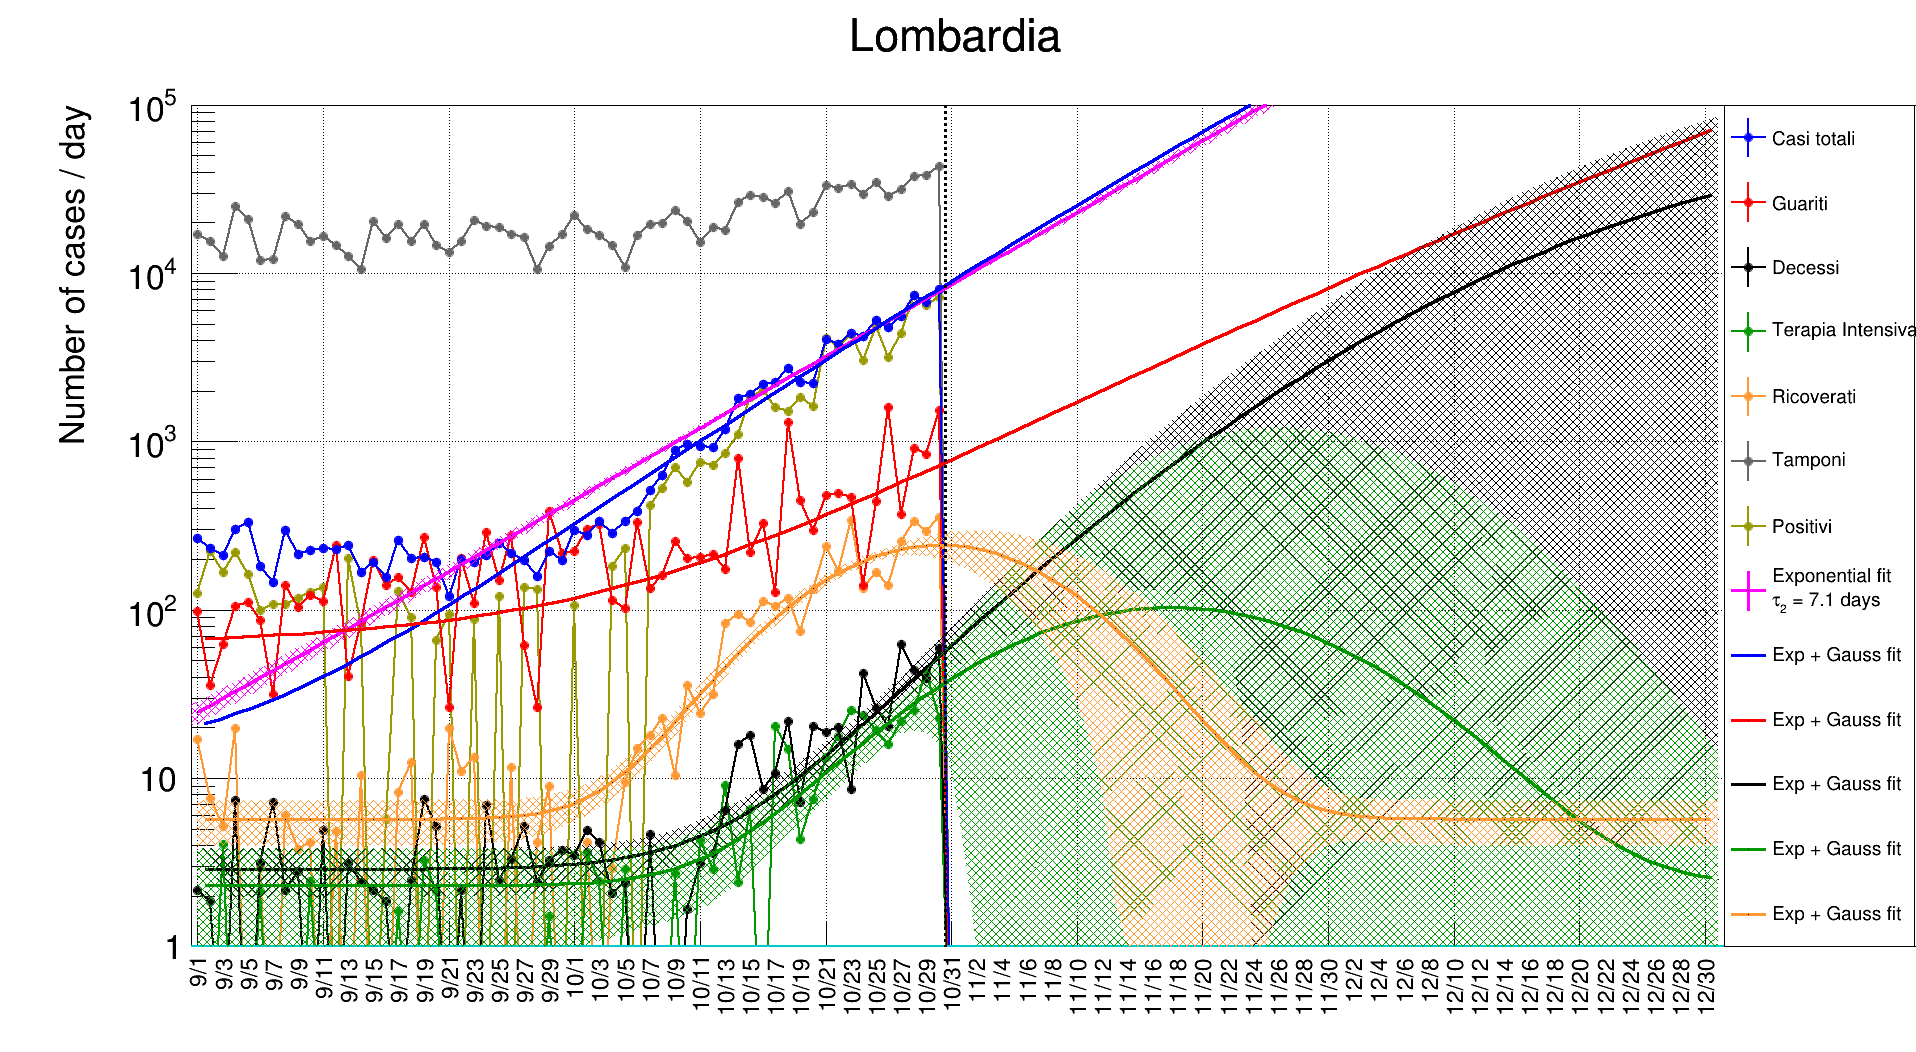 Lombardia
Number of cases / day
10^5
10^4
10^3
10^2
10
1
9/1 9/3 9/5 9/7 9/9 9/11 9/13 9/15 9/17 9/19 9/21 9/23 9/25 9/27 9/29 10/1 10/3 10/5 10/7 10/9 10/11 10/13 10/15 10/17 10/19 10/21 10/23 10/25 10/27 10/29 10/31 11/2 11/4 11/6 11/8 11/10 11/12 11/14 11/16 11/18 11/20 11/22 11/24 11/26 11/28 11/30 12/2 12/4 12/6 12/8 12/10 12/12 12/14 12/16 12/18 12/20 12/22 12/24 12/26 12/28 12/30
Casi totali
Guariti
Decessi
Terapia Intensiva
Ricoverati
Tamponi
Positivi
Exponential fit
τ₂ = 7.1 days
Exp + Gauss fit
Exp + Gauss fit
Exp + Gauss fit
Exp + Gauss fit
Exp + Gauss fit